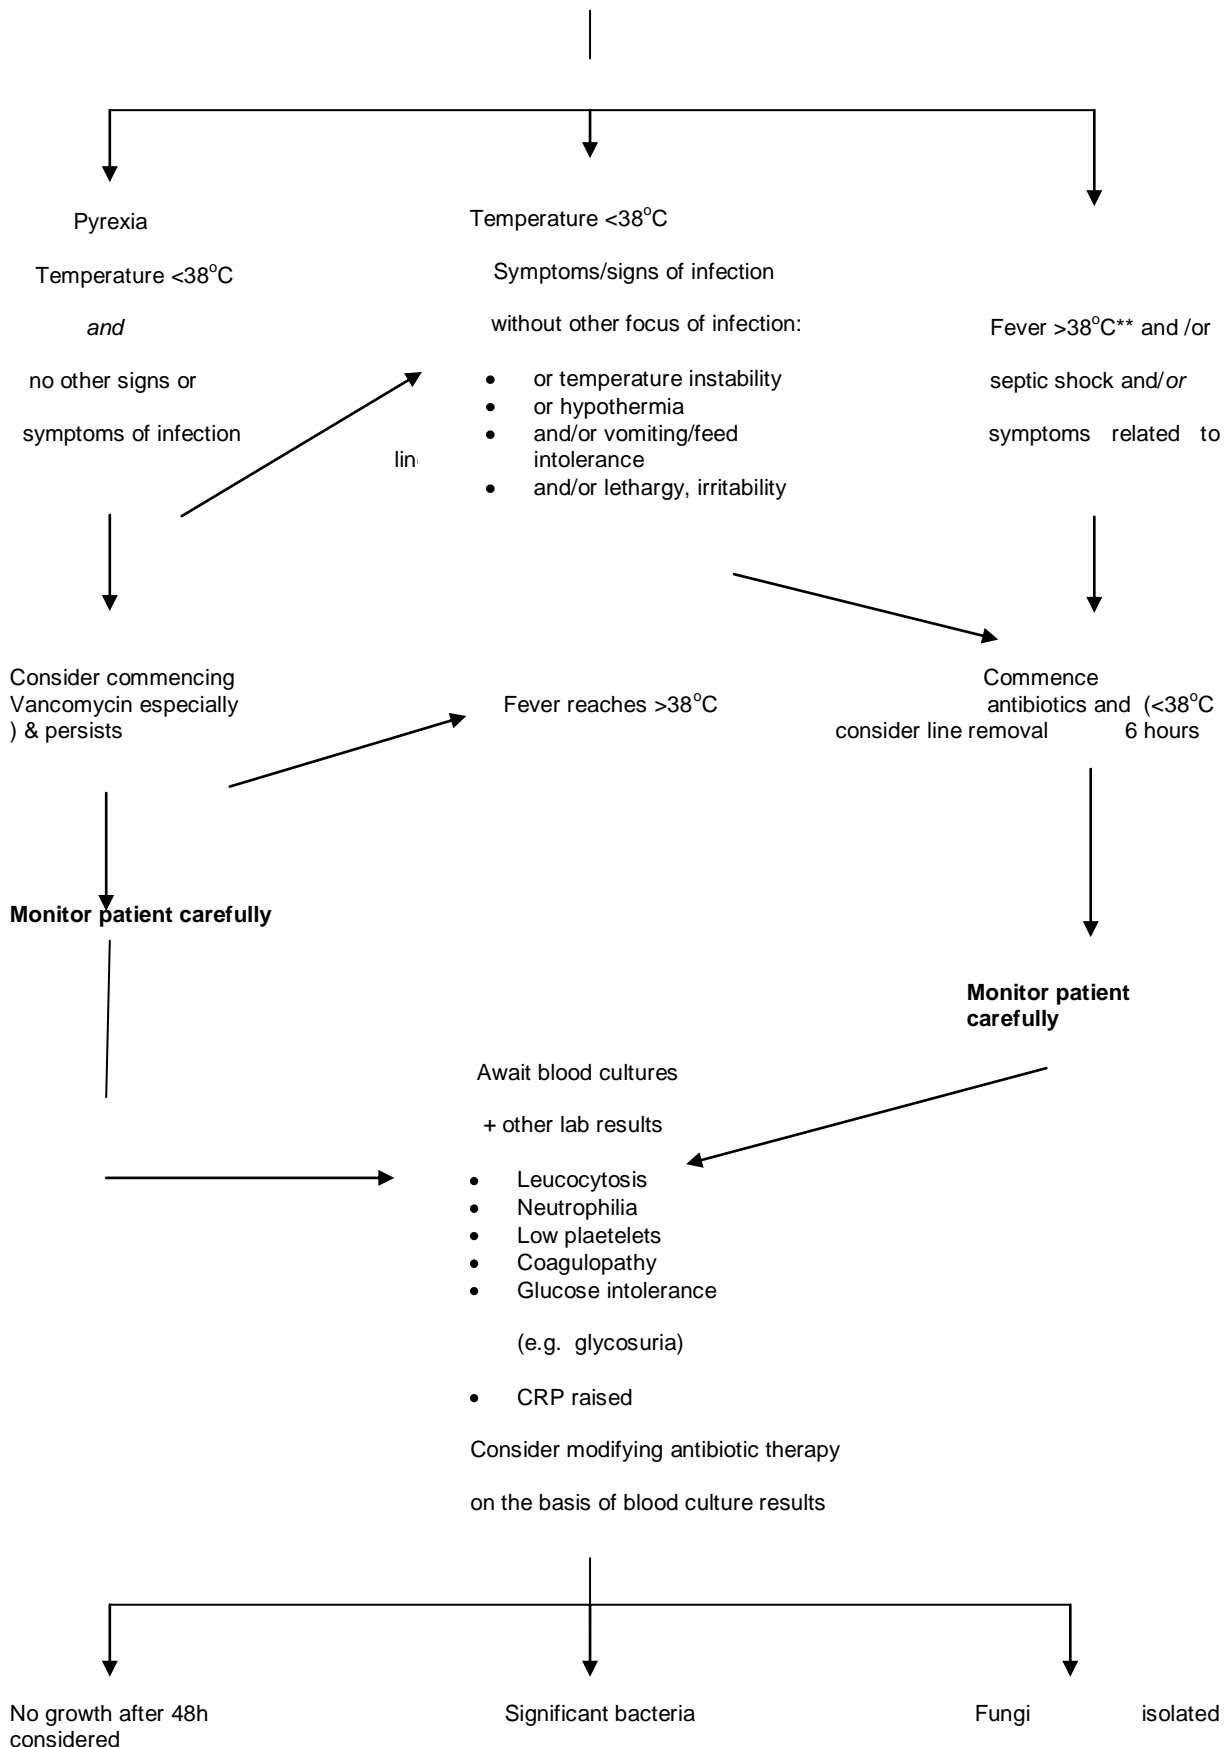 Pyrexia
Temperature <38°C
and
no other signs or
symptoms of infection
Temperature <38°C
Symptoms/signs of infection
without other focus of infection:
• or temperature instability
• or hypothermia
• and/or vomiting/feed
intolerance
• and/or lethargy, irritability
Fever >38°C** and /or
septic shock and/or
symptoms related to
Consider commencing
Vancomycin especially
) & persists
Fever reaches >38°C
Commence
antibiotics and (<38°C
consider line removal 6 hours
Monitor patient carefully
Monitor patient
carefully
Await blood cultures
+ other lab results
• Leucocytosis
• Neutrophilia
• Low plaetelets
• Coagulopathy
• Glucose intolerance
(e.g. glycosuria)
• CRP raised
Consider modifying antibiotic therapy
on the basis of blood culture results
No growth after 48h
considered
Significant bacteria
Fungi isolated